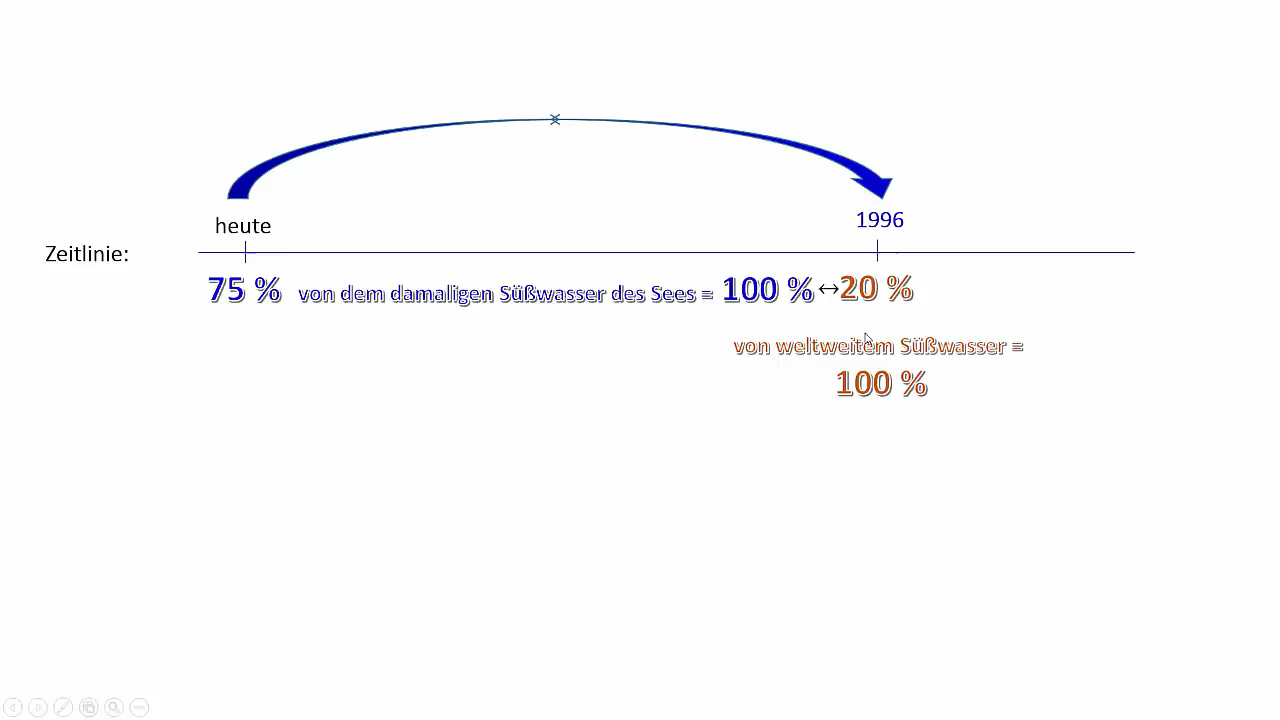 heute
1996
Zeitlinie:
75 % von dem damaligen Süßwasser des Sees = 100 % ↔ 20 %
von weltweitem Süßwasser =
100 %